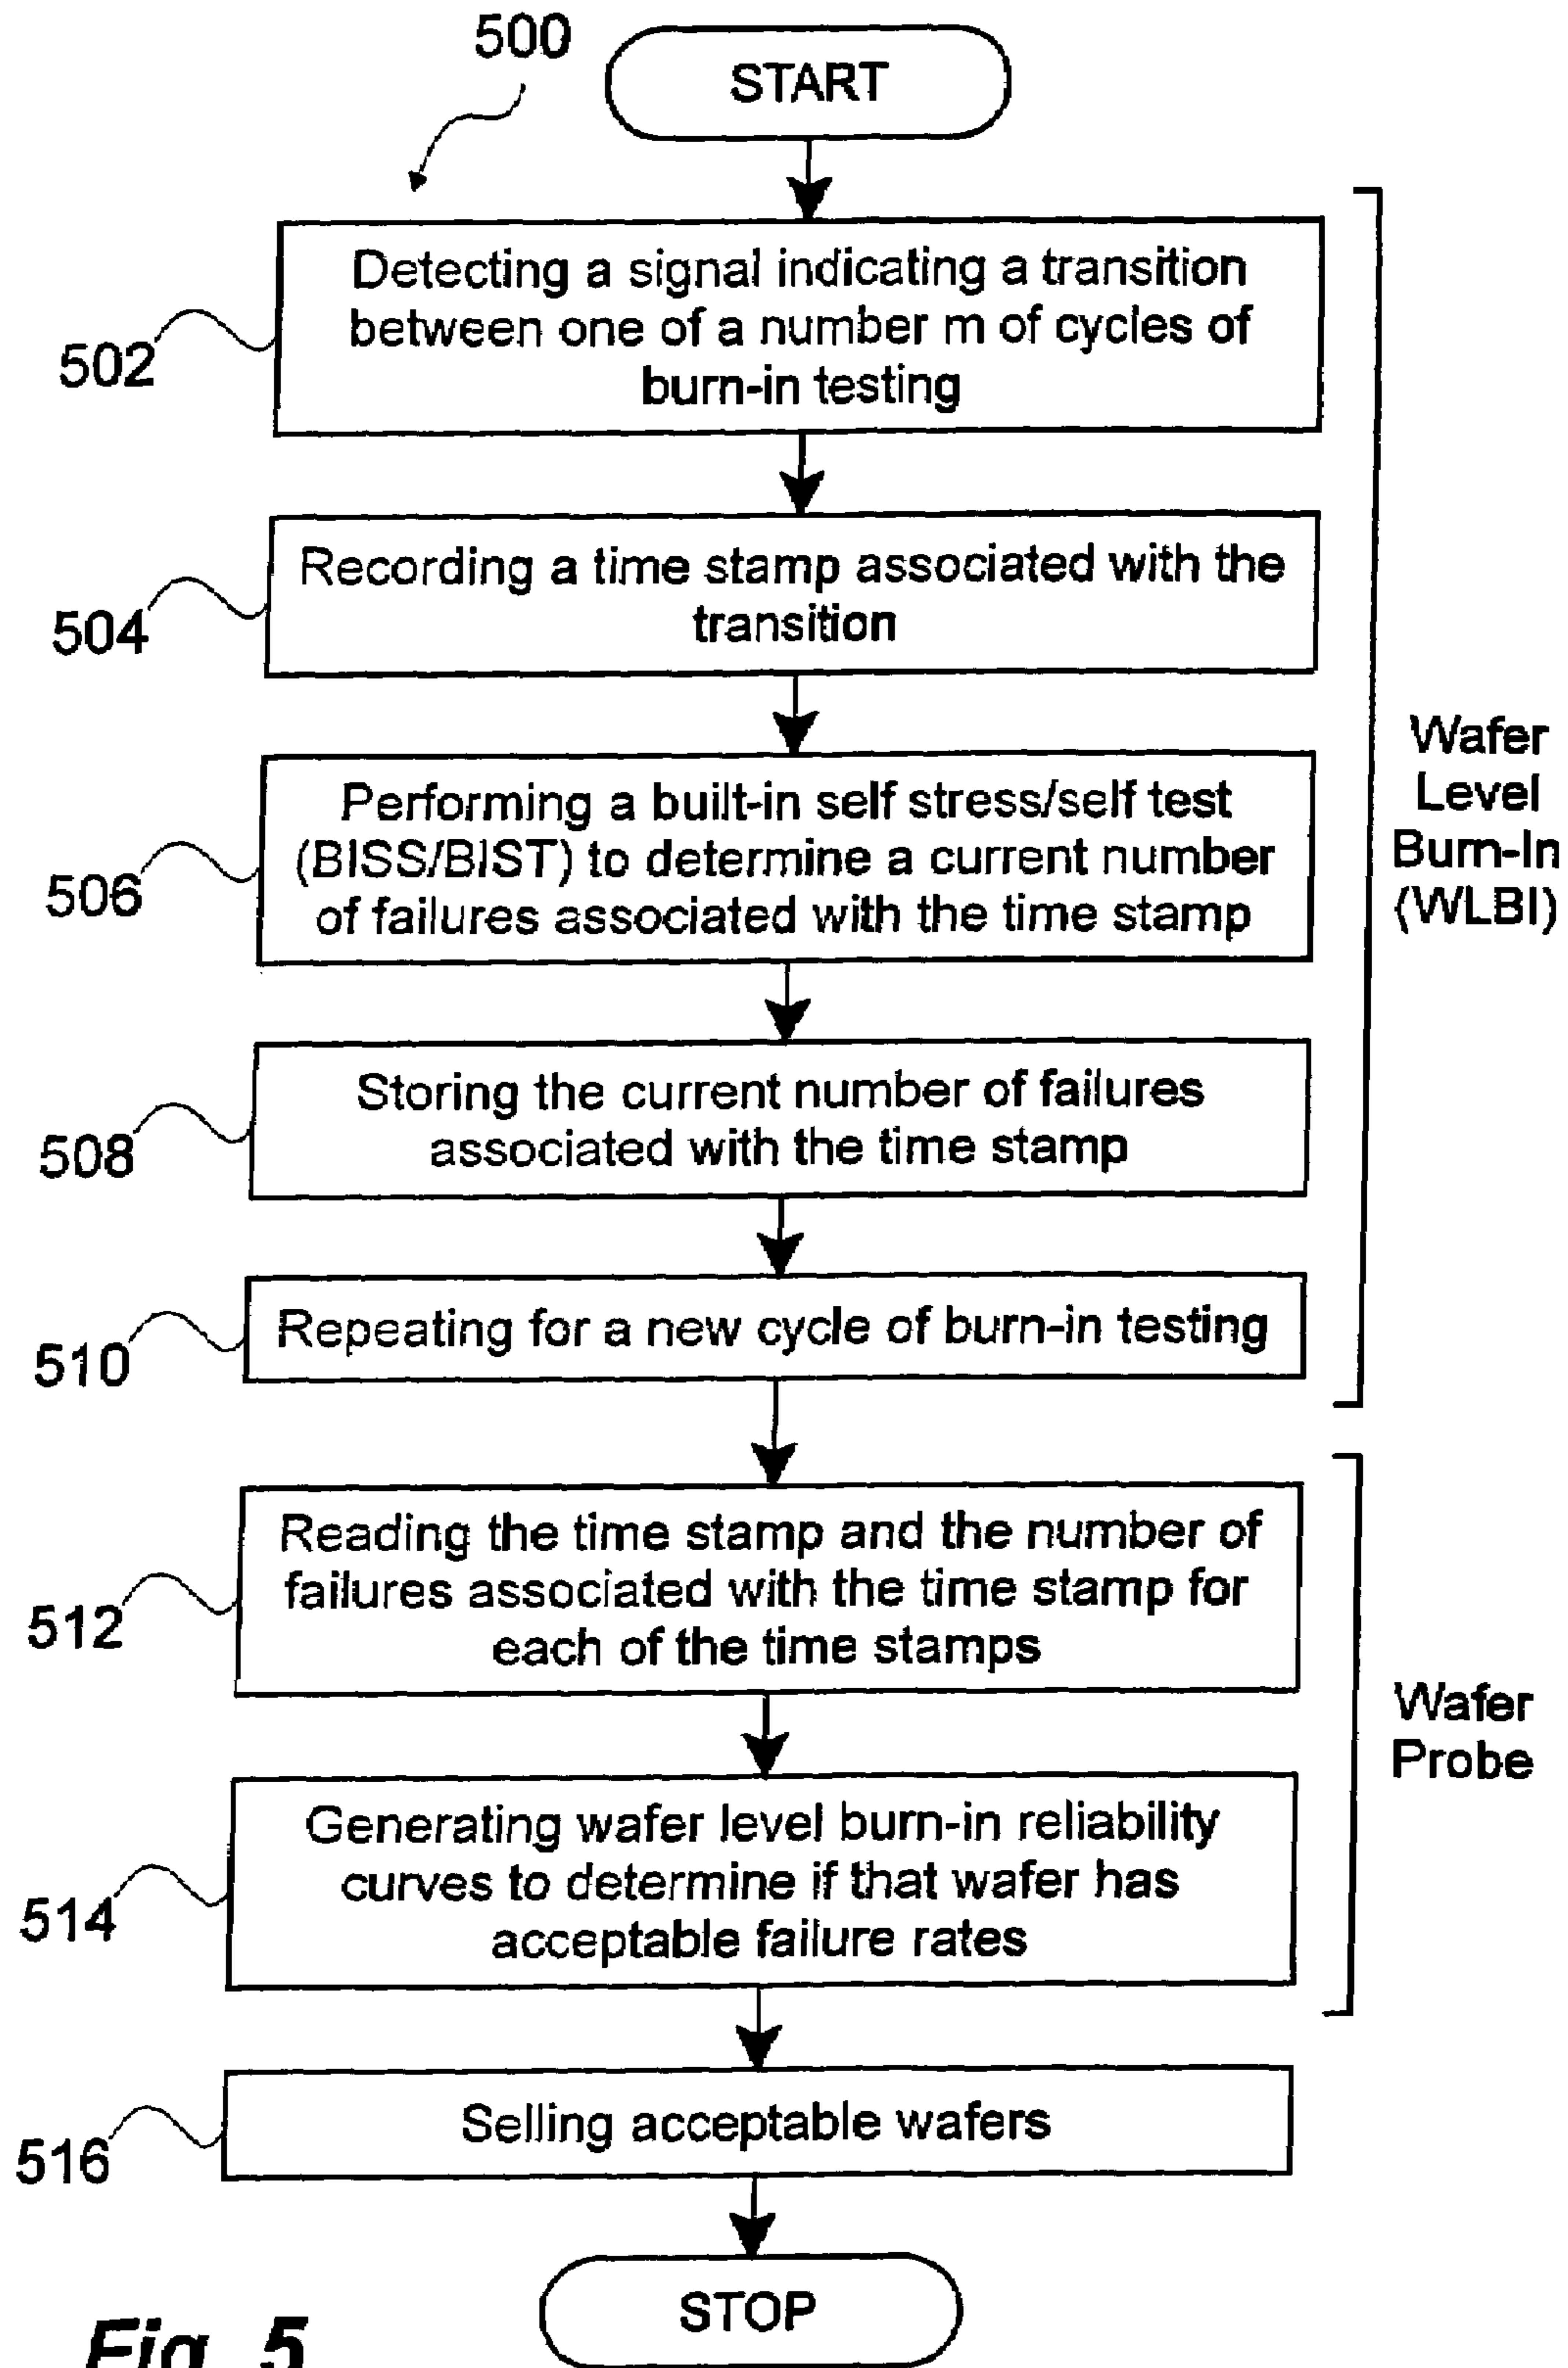 500
START
Detecting a signal indicating a transition
between one of a number m of cycles of
burn-in testing
502
Recording a time stamp associated with the
transition
504
Performing a built-in self stress/self test
(BISS/BIST) to determine a current number
of failures associated with the time stamp
506
Storing the current number of failures
associated with the time stamp
508
Repeating for a new cycle of burn-in testing
510
Wafer
Level
Burn-In
(WLBI)
Reading the time stamp and the number of
failures associated with the time stamp for
each of the time stamps
512
Generating wafer level burn-in reliability
curves to determine if that wafer has
acceptable failure rates
514
Wafer
Probe
Selling acceptable wafers
516
STOP
Fig. 5